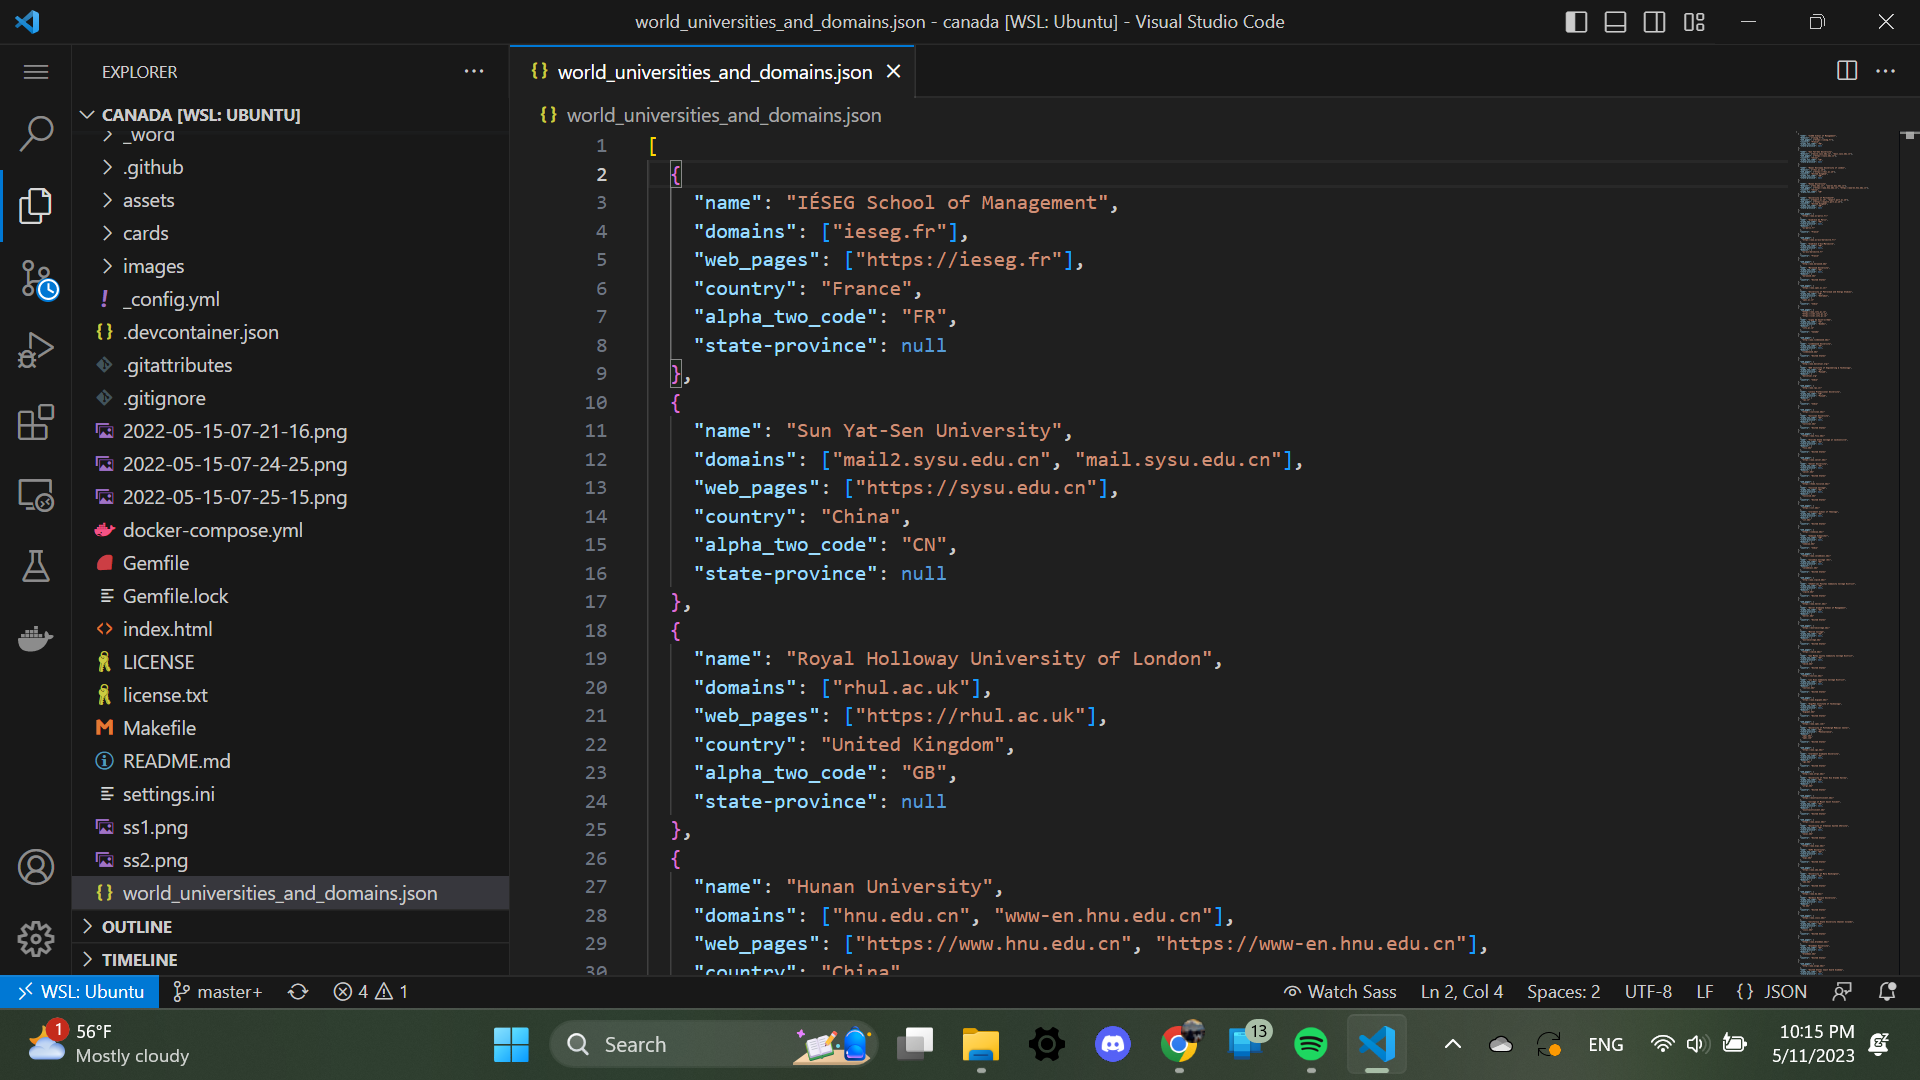 world_universities_and_domains.json - canada [WSL: Ubuntu] - Visual Studio Code
EXPLORER
CANADA [WSL: UBUNTU]
_word
.github
assets
cards
images
_config.yml
.devcontainer.json
.gitattributes
.gitignore
2022-05-15-07-21-16.png
2022-05-15-07-24-25.png
2022-05-15-07-25-15.png
docker-compose.yml
Gemfile
Gemfile.lock
index.html
LICENSE
license.txt
Makefile
README.md
settings.ini
ss1.png
ss2.png
world_universities_and_domains.json
OUTLINE
TIMELINE
world_universities_and_domains.json
world_universities_and_domains.json
1 [
2 {
3 "name": "IÉSEG School of Management",
4 "domains": ["ieseg.fr"],
5 "web_pages": ["https://ieseg.fr"],
6 "country": "France",
7 "alpha_two_code": "FR",
8 "state-province": null
9 },
10 {
11 "name": "Sun Yat-Sen University",
12 "domains": ["mail2.sysu.edu.cn", "mail.sysu.edu.cn"],
13 "web_pages": ["https://sysu.edu.cn"],
14 "country": "China",
15 "alpha_two_code": "CN",
16 "state-province": null
17 },
18 {
19 "name": "Royal Holloway University of London",
20 "domains": ["rhul.ac.uk"],
21 "web_pages": ["https://rhul.ac.uk"],
22 "country": "United Kingdom",
23 "alpha_two_code": "GB",
24 "state-province": null
25 },
26 {
27 "name": "Hunan University",
28 "domains": ["hnu.edu.cn", "www-en.hnu.edu.cn"],
29 "web_pages": ["https://www.hnu.edu.cn", "https://www-en.hnu.edu.cn"],
30 "country": "China"
WSL: Ubuntu master+ 4 1 Watch Sass Ln 2, Col 4 Spaces: 2 UTF-8 LF {} JSON
1 56°F
Mostly cloudy
Search
13
ENG
10:15 PM
5/11/2023